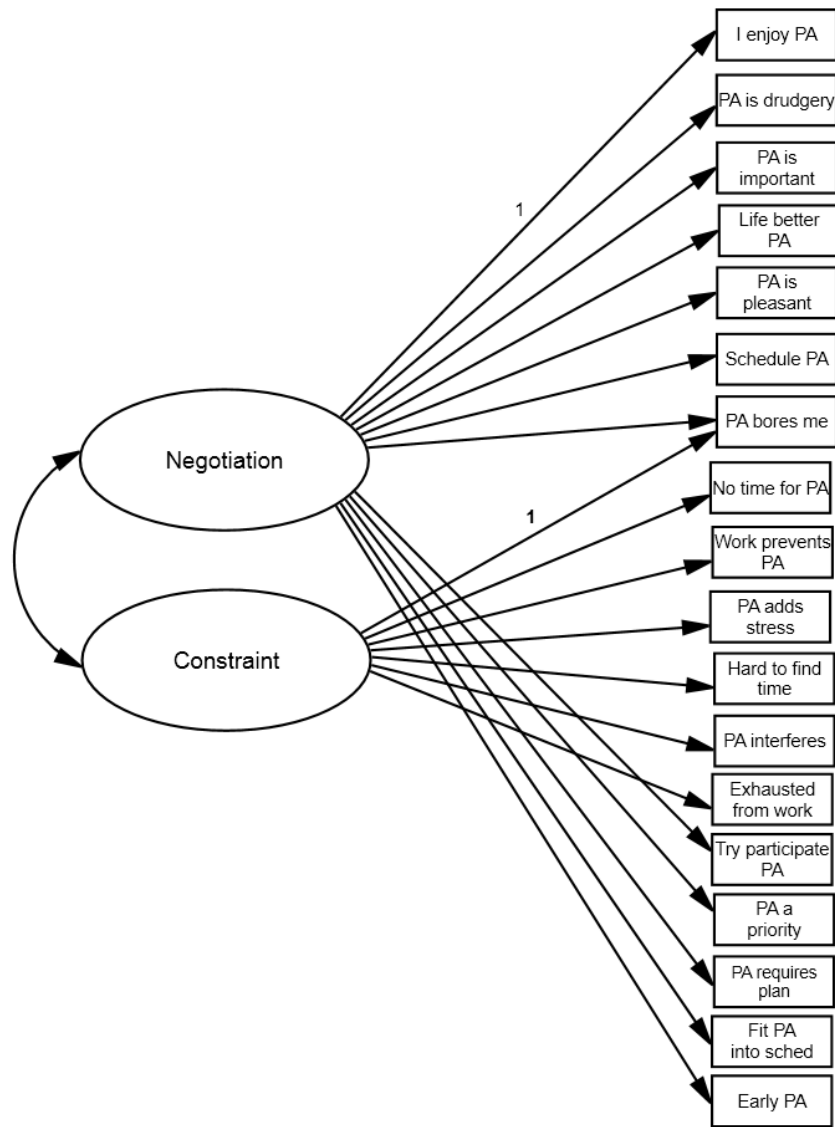 I enjoy PA
PA is drudgery
PA is
important
1
Life better
PA
PA is
pleasant
Schedule PA
PA bores me
Negotiation
No time for PA
1
Work prevents
PA
PA adds
stress
Constraint
Hard to find
time
PA interferes
Exhausted
from work
Try participate
PA
PA a
priority
PA requires
plan
Fit PA
into sched
Early PA